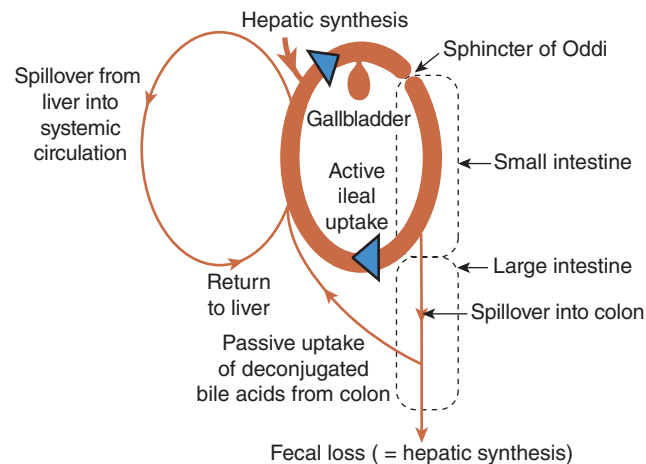 Hepatic synthesis
Sphincter of Oddi
Spillover from
liver into
systemic
circulation
Gallbladder
Small intestine
Active
ileal
uptake
Large intestine
Return
to liver
Spillover into colon
Passive uptake
of deconjugated
bile acids from colon
Fecal loss ( = hepatic synthesis)